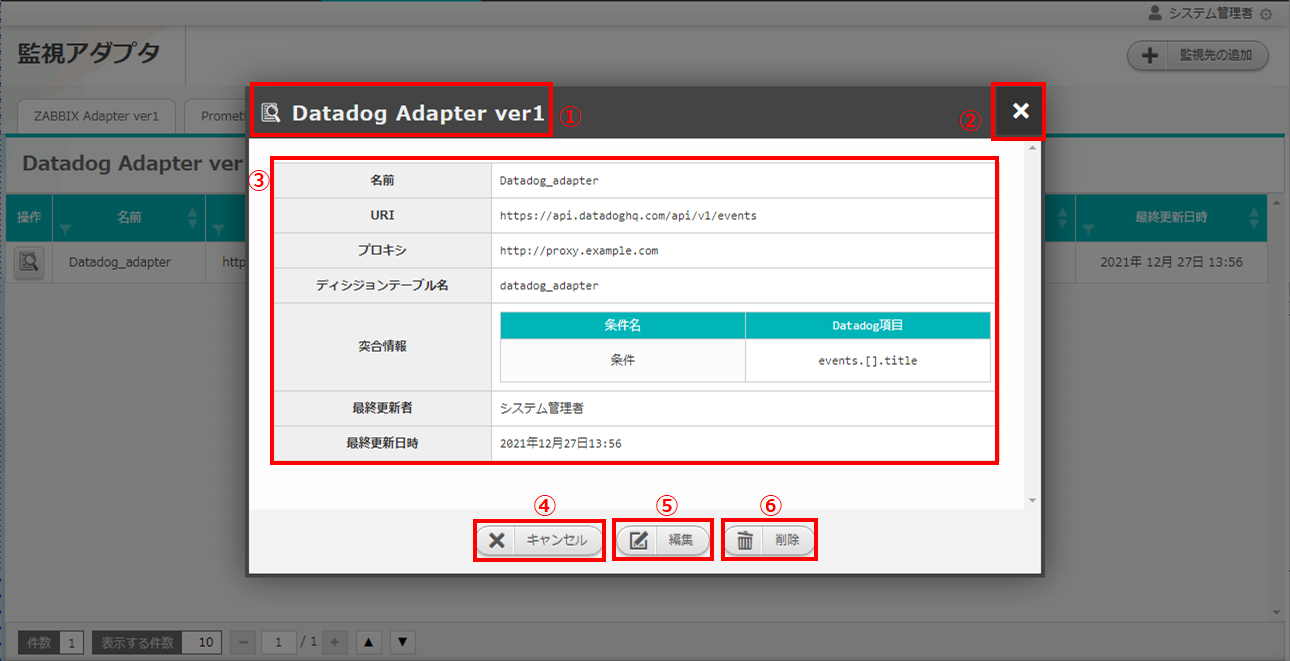 システム管理者
監視アダプタ
監視先の追加
ZABBIX Adapter ver1
Promet
Datadog Adapter ver1
①
②
Datadog Adapter ver
操作
名前
最終更新日時
Datadog_adapter
http
2021年 12月 27日 13:56
③
名前 Datadog_adapter
URI https://api.datadoghq.com/api/v1/events
プロキシ http://proxy.example.com
ディシジョンテーブル名 datadog_adapter
突合情報
条件名 Datadog項目
条件 events.[].title
最終更新者 システム管理者
最終更新日時 2021年12月27日13:56
④ ⑤ ⑥
キャンセル 編集 削除
件数 1 表示する件数 10 − 1 / 1 + ▲ ▼